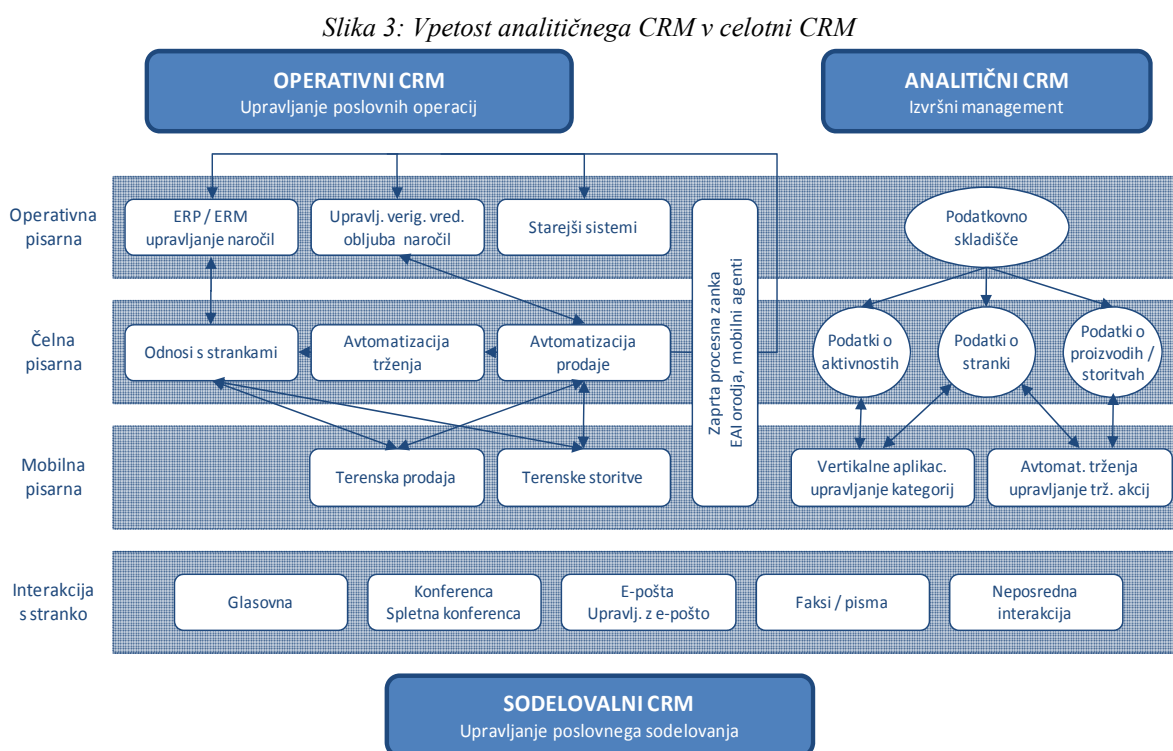 Slika 3: Vpetost analitičnega CRM v celotni CRM
OPERATIVNI CRM
Upravljanje poslovnih operacij
ANALITIČNI CRM
Izvršni management
Operativna
pisarna
ERP / ERM
upravljanje naročil
Upravlj. verig. vred.
obljuba naročil
Starejši sistemi
Podatkovno
skladišče
Zaprta procesna zanka
EAI orodja, mobilni agenti
Čelna
pisarna
Odnosi s strankami
Avtomatizacija
trženja
Avtomatizacija
prodaje
Podatki o
aktivnostih
Podatki o
stranki
Podatki o
proizvodih /
storitvah
Mobilna
pisarna
Terenska prodaja
Terenske storitve
Vertikalne aplikac.
upravljanje kategorij
Avtomat. trženja
upravljanje trž. akcij
Interakcija
s stranko
Glasovna
Konferenca
Spletna konferenca
E-pošta
Upravlj. z e-pošto
Faksi / pisma
Neposredna
interakcija
SODELOVALNI CRM
Upravljanje poslovnega sodelovanja